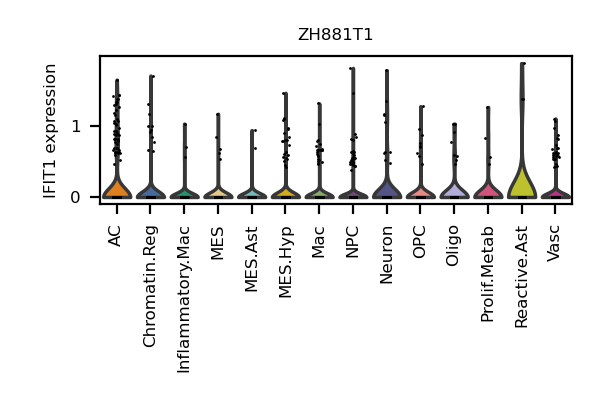 ZH881T1
IFIT1 expression
1
0
AC
Chromatin.Reg
Inflammatory.Mac
MES
MES.Ast
MES.Hyp
Mac
NPC
Neuron
OPC
Oligo
Prolif.Metab
Reactive.Ast
Vasc